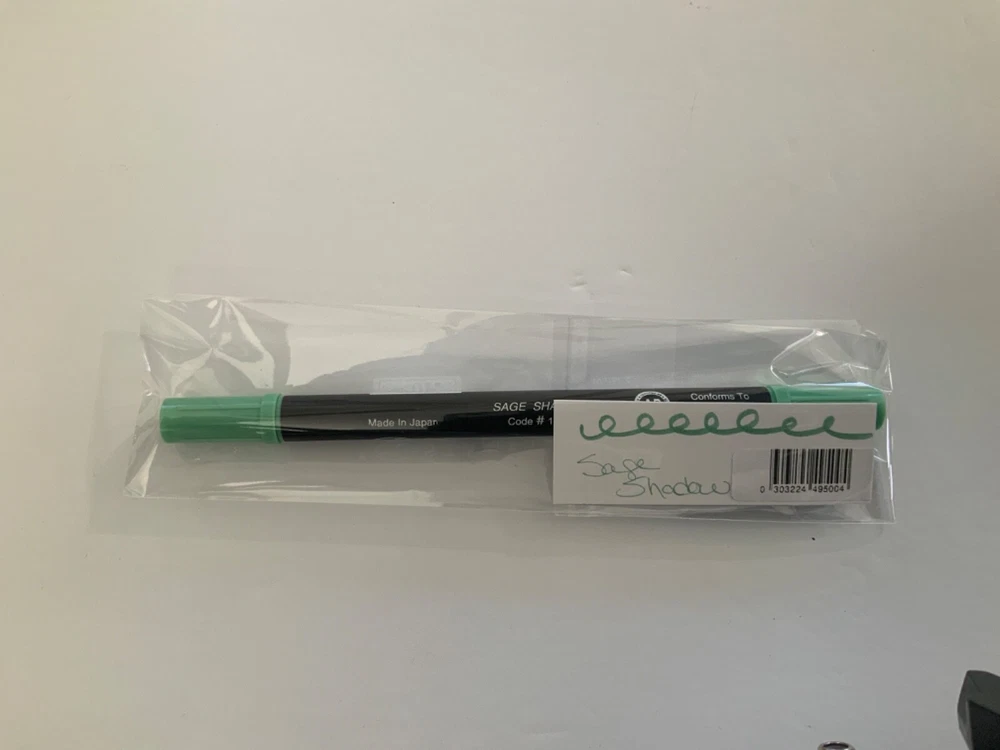 SAGE SHA
Conforms To
Made In Japan
Code # 1
Sage
Shadow
0 303224 495004